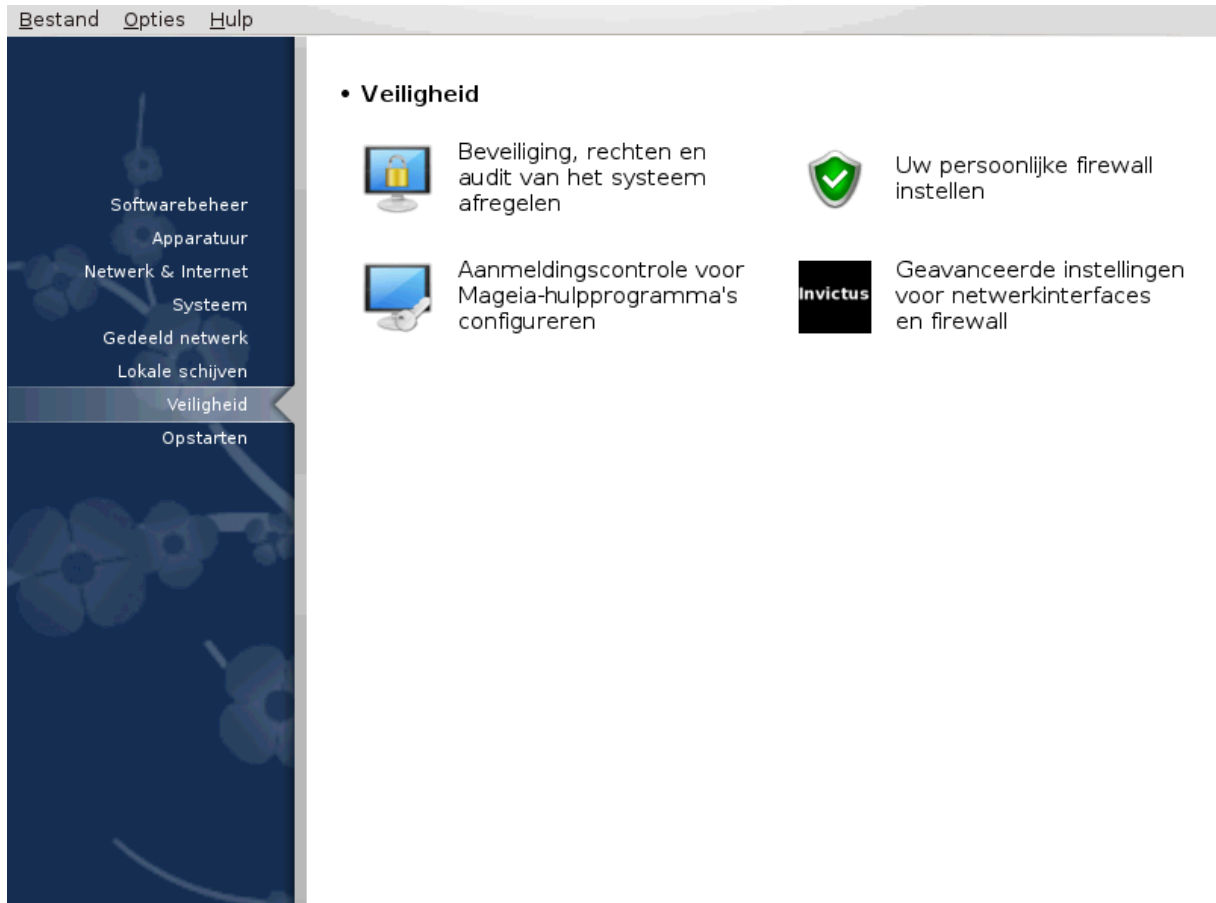 Bestand Opties Hulp
Softwarebeheer
Apparatuur
Netwerk & Internet
Systeem
Gedeeld netwerk
Lokale schijven
Veiligheid
Opstarten
• Veiligheid
Beveiliging, rechten en
audit van het systeem
afregelen
Uw persoonlijke firewall
instellen
Aanmeldingscontrole voor
Mageia-hulpprogramma's
configureren
Invictus
Geavanceerde instellingen
voor netwerkinterfaces
en firewall